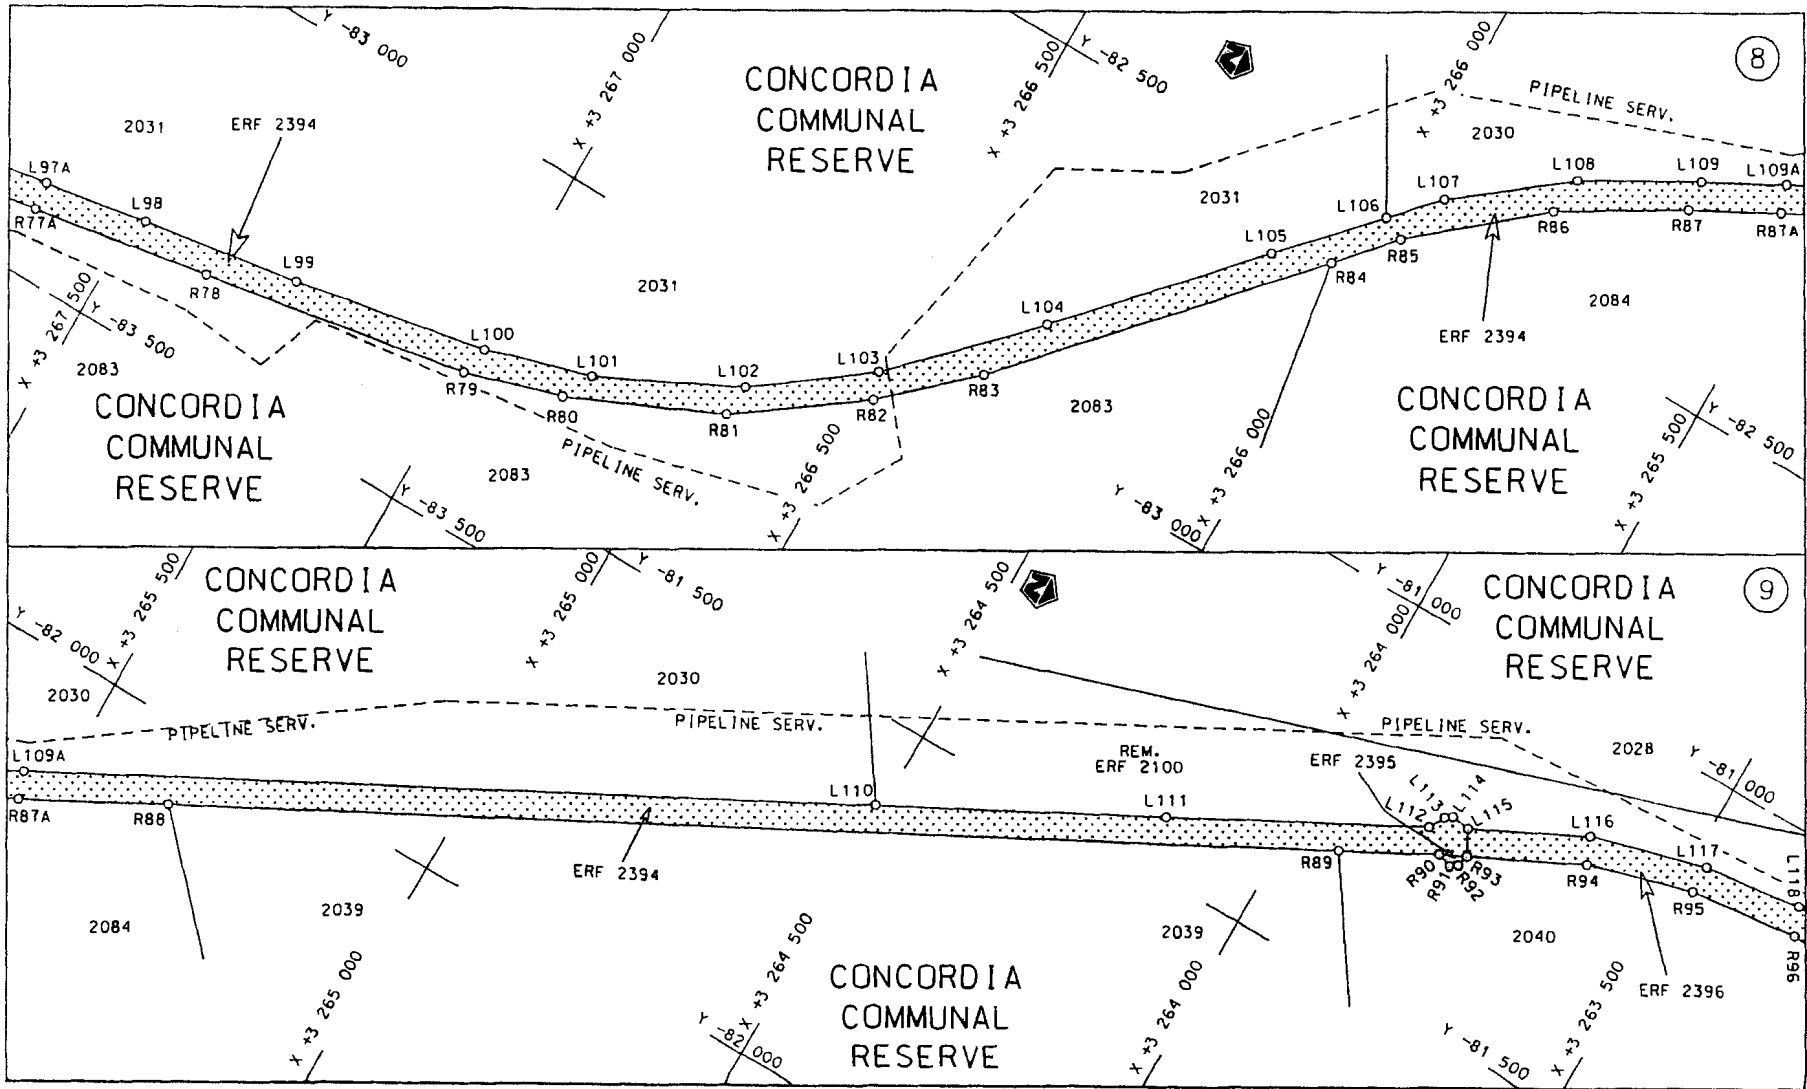 Y -83 000
X +3 267 000
CONCORDIA
COMMUNAL
RESERVE
X +3 266 500
Y -82 500
N
X +3 266 000
8
PIPELINE SERV.
2031
ERF 2394
2030
L97A
L98
R77A
L99
R78
2031
L106
L107
L108
L109
L109A
R86
R87
R87A
L105
R85
R84
2031
X +3 267 500
Y -83 500
2083
L104
2084
ERF 2394
L100
L101
L102
L103
R79
R80
R81
R82
R83
2083
CONCORDIA
COMMUNAL
RESERVE
PIPELINE SERV.
2083
X +3 266 500
Y -83 500
CONCORDIA
COMMUNAL
RESERVE
X +3 266 000
Y -83 000
X +3 265 500
Y -82 500
CONCORDIA
COMMUNAL
RESERVE
X +3 265 500
Y -82 000
X +3 265 000
Y -81 500
X +3 264 500
N
Y -81 000
X +3 264 000
CONCORDIA
COMMUNAL
RESERVE
9
2030
2030
PIPELINE SERV.
PIPELINE SERV.
PIPELINE SERV.
REM.
ERF 2100
ERF 2395
2028
Y -81 000
L109A
R87A
R88
L110
L111
L112
L113
L114
L115
L116
L117
L118
R89
R90
R91
R92
R93
R94
R95
R96
ERF 2394
2084
2039
2039
2040
ERF 2396
X +3 265 000
X +3 264 500
Y -82 000
CONCORDIA
COMMUNAL
RESERVE
X +3 264 000
Y -81 500
X +3 263 500